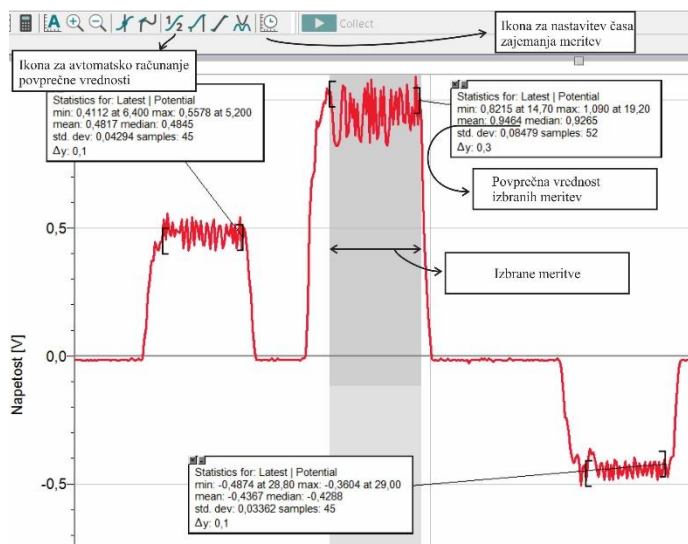 A
1/2
Collect
Ikona za nastavitev časa
zajemanja meritev
Ikona za avtomatsko računanje
povprečne vrednosti
Statistics for: Latest | Potential
min: 0,4112 at 6,400 max: 0,5578 at 5,200
mean: 0,4817 median: 0,4845
std. dev: 0,04294 samples: 45
Δy: 0,1
Statistics for: Latest | Potential
min: 0,8215 at 14,70 max: 1,090 at 19,20
mean: 0,9464 median: 0,9265
std. dev: 0,08479 samples: 52
Δy: 0,3
Povprečna vrednost
izbranih meritev
Izbrane meritve
0,5
0,0
-0,5
Napetost [V]
Statistics for: Latest | Potential
min: -0,4874 at 28,80 max: -0,3604 at 29,00
mean: -0,4367 median: -0,4288
std. dev: 0,03362 samples: 45
Δy: 0,1